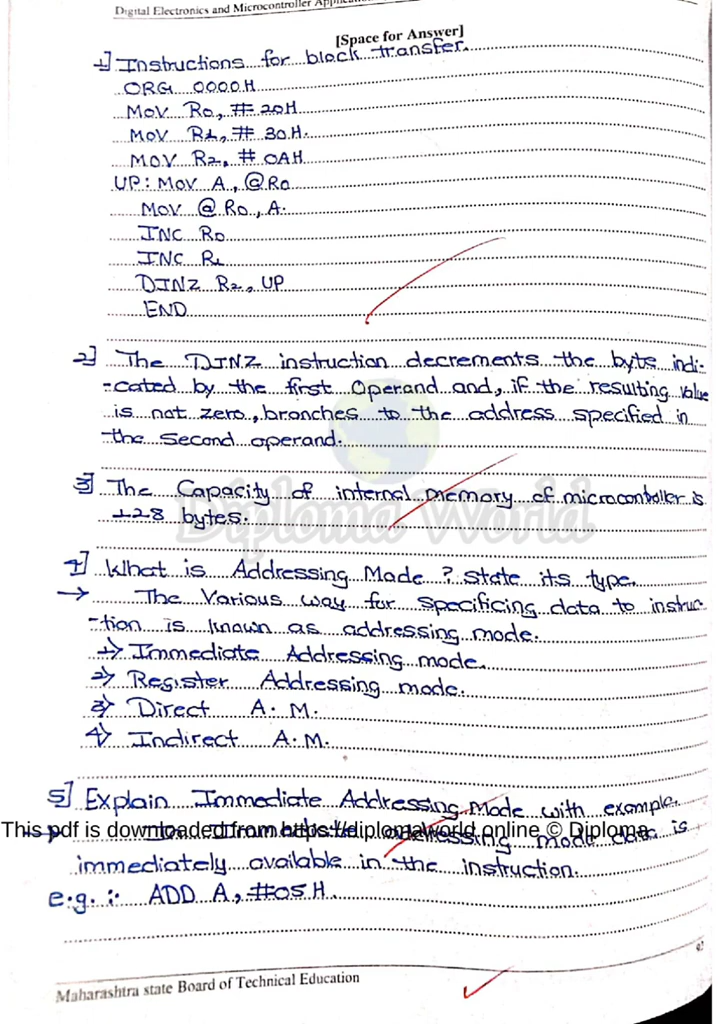 Digital Electronics and Microcontroller
[Space for Answer]
1] Instructions for block transfer.
ORG 0000H
MOV R0, # 20H
MOV R1, # 30H.
MOV R2, # 0AH
UP: MOV A, @R0
MOV @ R0, A.
INC R0
INC R1
DJNZ R2, UP
END
2] The DJNZ instruction decrements the byte indi-
-cated by the first operand and, if the resulting value
is not zero, branches to the address specified in
the second operand.
3] The Capacity of internal memory of microcontroller is
128 bytes.
Diploma World
1] What is Addressing Mode ? State its type.
→ The Various way for specificing data to instruc-
-tion is known as addressing mode.
1) Immediate Addressing mode.
2) Register Addressing mode.
3) Direct A. M.
4) Indirect A. M.
5] Explain Immediate Addressing Mode with example.
This pdf is downloaded from https://diplomaworld.online © Diploma
mode data is
immediately available in the instruction.
e.g. :- ADD A, #05H.
Maharashtra state Board of Technical Education